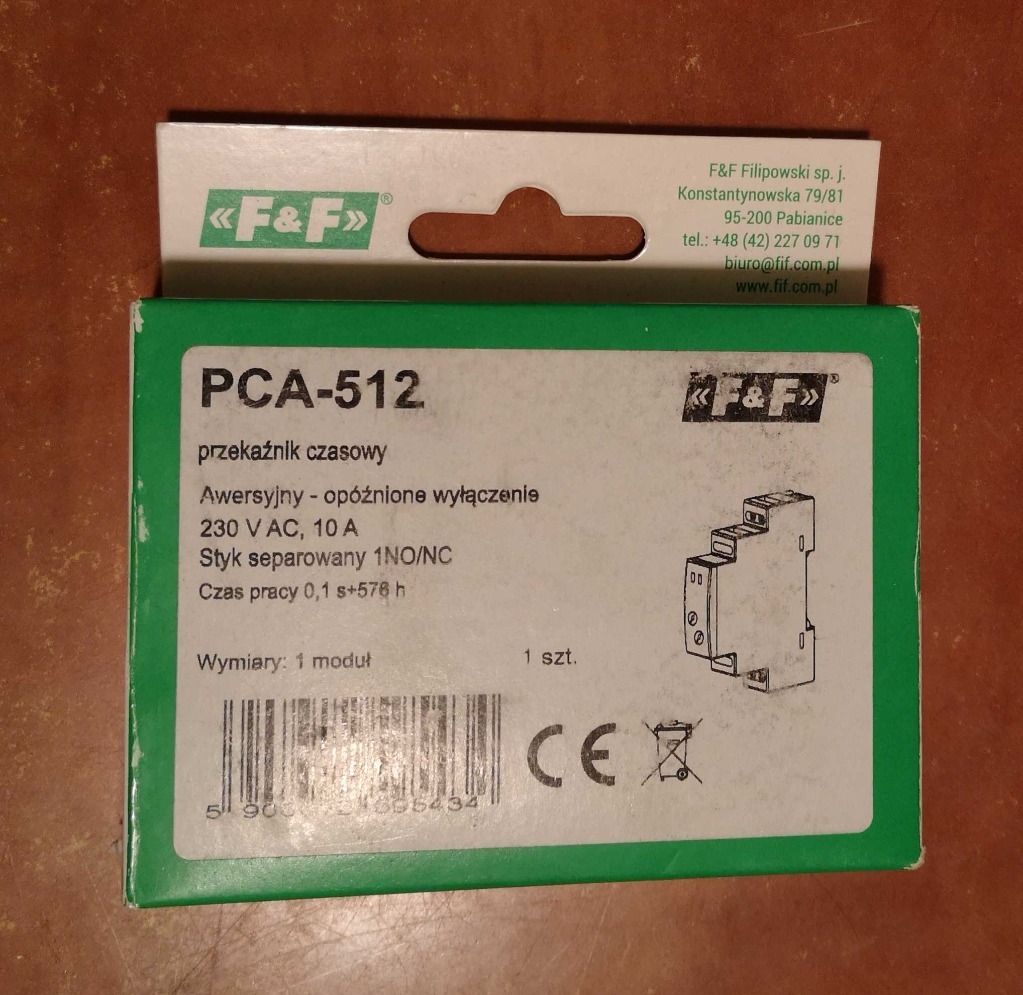 «F&F»®
F&F Filipowski sp. j.
Konstantynowska 79/81
95-200 Pabianice
tel.: +48 (42) 227 09 71
biuro@fif.com.pl
www.fif.com.pl
PCA-512
«F&F»®
przekaźnik czasowy
Awersyjny - opóźnione wyłączenie
230 V AC, 10 A
Styk separowany 1NO/NC
Czas pracy 0,1 s÷576 h
Wymiary: 1 moduł
1 szt.
CE